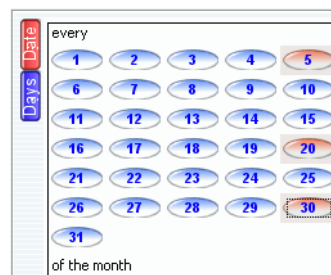 Date
Days
every
1 2 3 4 5
6 7 8 9 10
11 12 13 14 15
16 17 18 19 20
21 22 23 24 25
26 27 28 29 30
31
of the month